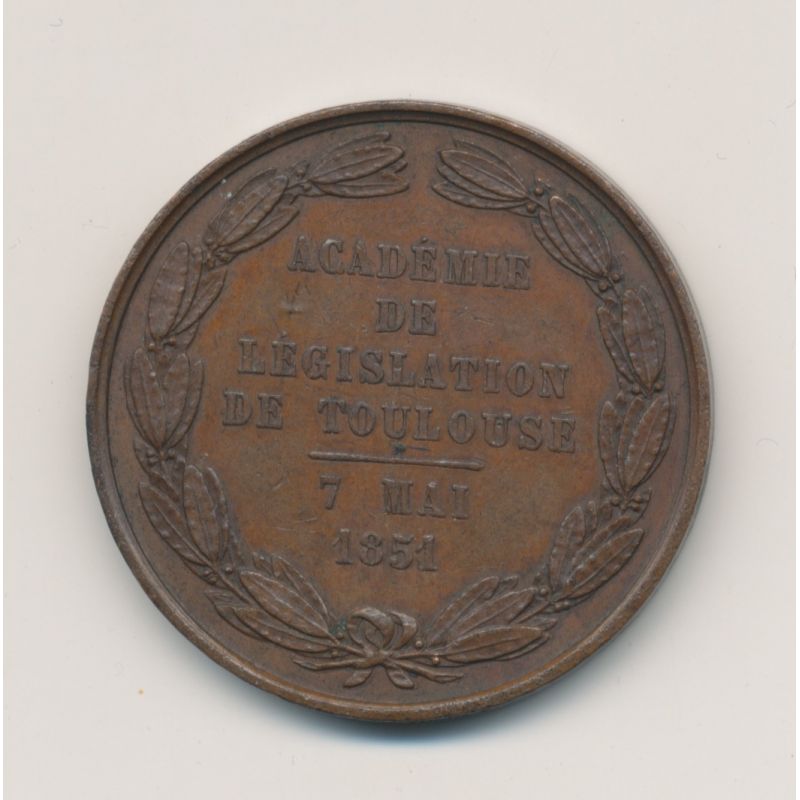 ACADÉMIE
DE
LÉGISLATION
DE TOULOUSE
7 MAI
1851